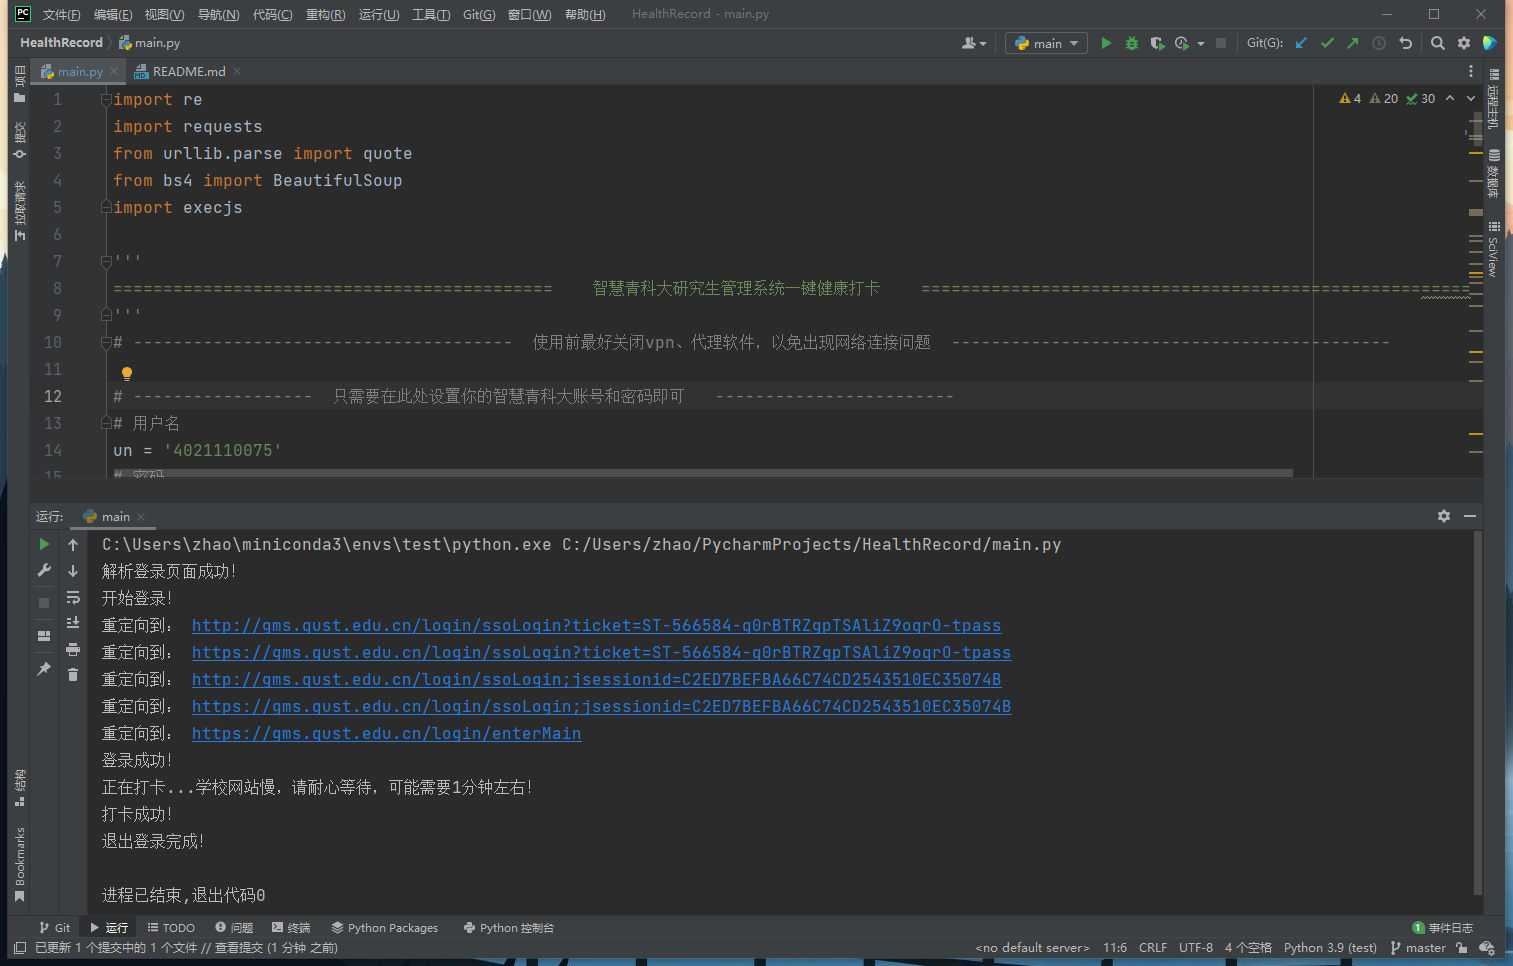 PC 文件(F) 编辑(E) 视图(V) 导航(N) 代码(C) 重构(R) 运行(U) 工具(T) Git(G) 窗口(W) 帮助(H) HealthRecord - main.py
HealthRecord main.py main Git(G):
项目 main.py README.md
提交
拉取请求
结构
Bookmarks
1 import re
4 20 30
2 import requests
3 from urllib.parse import quote
4 from bs4 import BeautifulSoup
5 import execjs
6
7 '''
8 ============================================ 智慧青科大研究生管理系统一键健康打卡 =======================================================
9 '''
10 # -------------------------------------- 使用前最好关闭vpn、代理软件，以免出现网络连接问题 --------------------------------------------
11
12 # ------------------ 只需要在此处设置你的智慧青科大账号和密码即可 ------------------------
13 # 用户名
14 un = '4021110075'
15 # 密码
远程主机
数据库
SciView
运行: main
C:\Users\zhao\miniconda3\envs\test\python.exe C:/Users/zhao/PycharmProjects/HealthRecord/main.py
解析登录页面成功！
开始登录！
重定向到： http://gms.qust.edu.cn/login/ssoLogin?ticket=ST-566584-q0rBTRZgpTSAliZ9oqrO-tpass
重定向到： https://gms.qust.edu.cn/login/ssoLogin?ticket=ST-566584-q0rBTRZgpTSAliZ9oqrO-tpass
重定向到： http://gms.qust.edu.cn/login/ssoLogin;jsessionid=C2ED7BEFBA66C74CD2543510EC35074B
重定向到： https://gms.qust.edu.cn/login/ssoLogin;jsessionid=C2ED7BEFBA66C74CD2543510EC35074B
重定向到： https://gms.qust.edu.cn/login/enterMain
登录成功！
正在打卡...学校网站慢，请耐心等待，可能需要1分钟左右！
打卡成功！
退出登录完成！
进程已结束,退出代码0
Git 运行 TODO 问题 终端 Python Packages Python 控制台 1 事件日志
已更新 1 个提交中的 1 个文件 // 查看提交 (1 分钟 之前) <no default server> 11:6 CRLF UTF-8 4 个空格 Python 3.9 (test) master